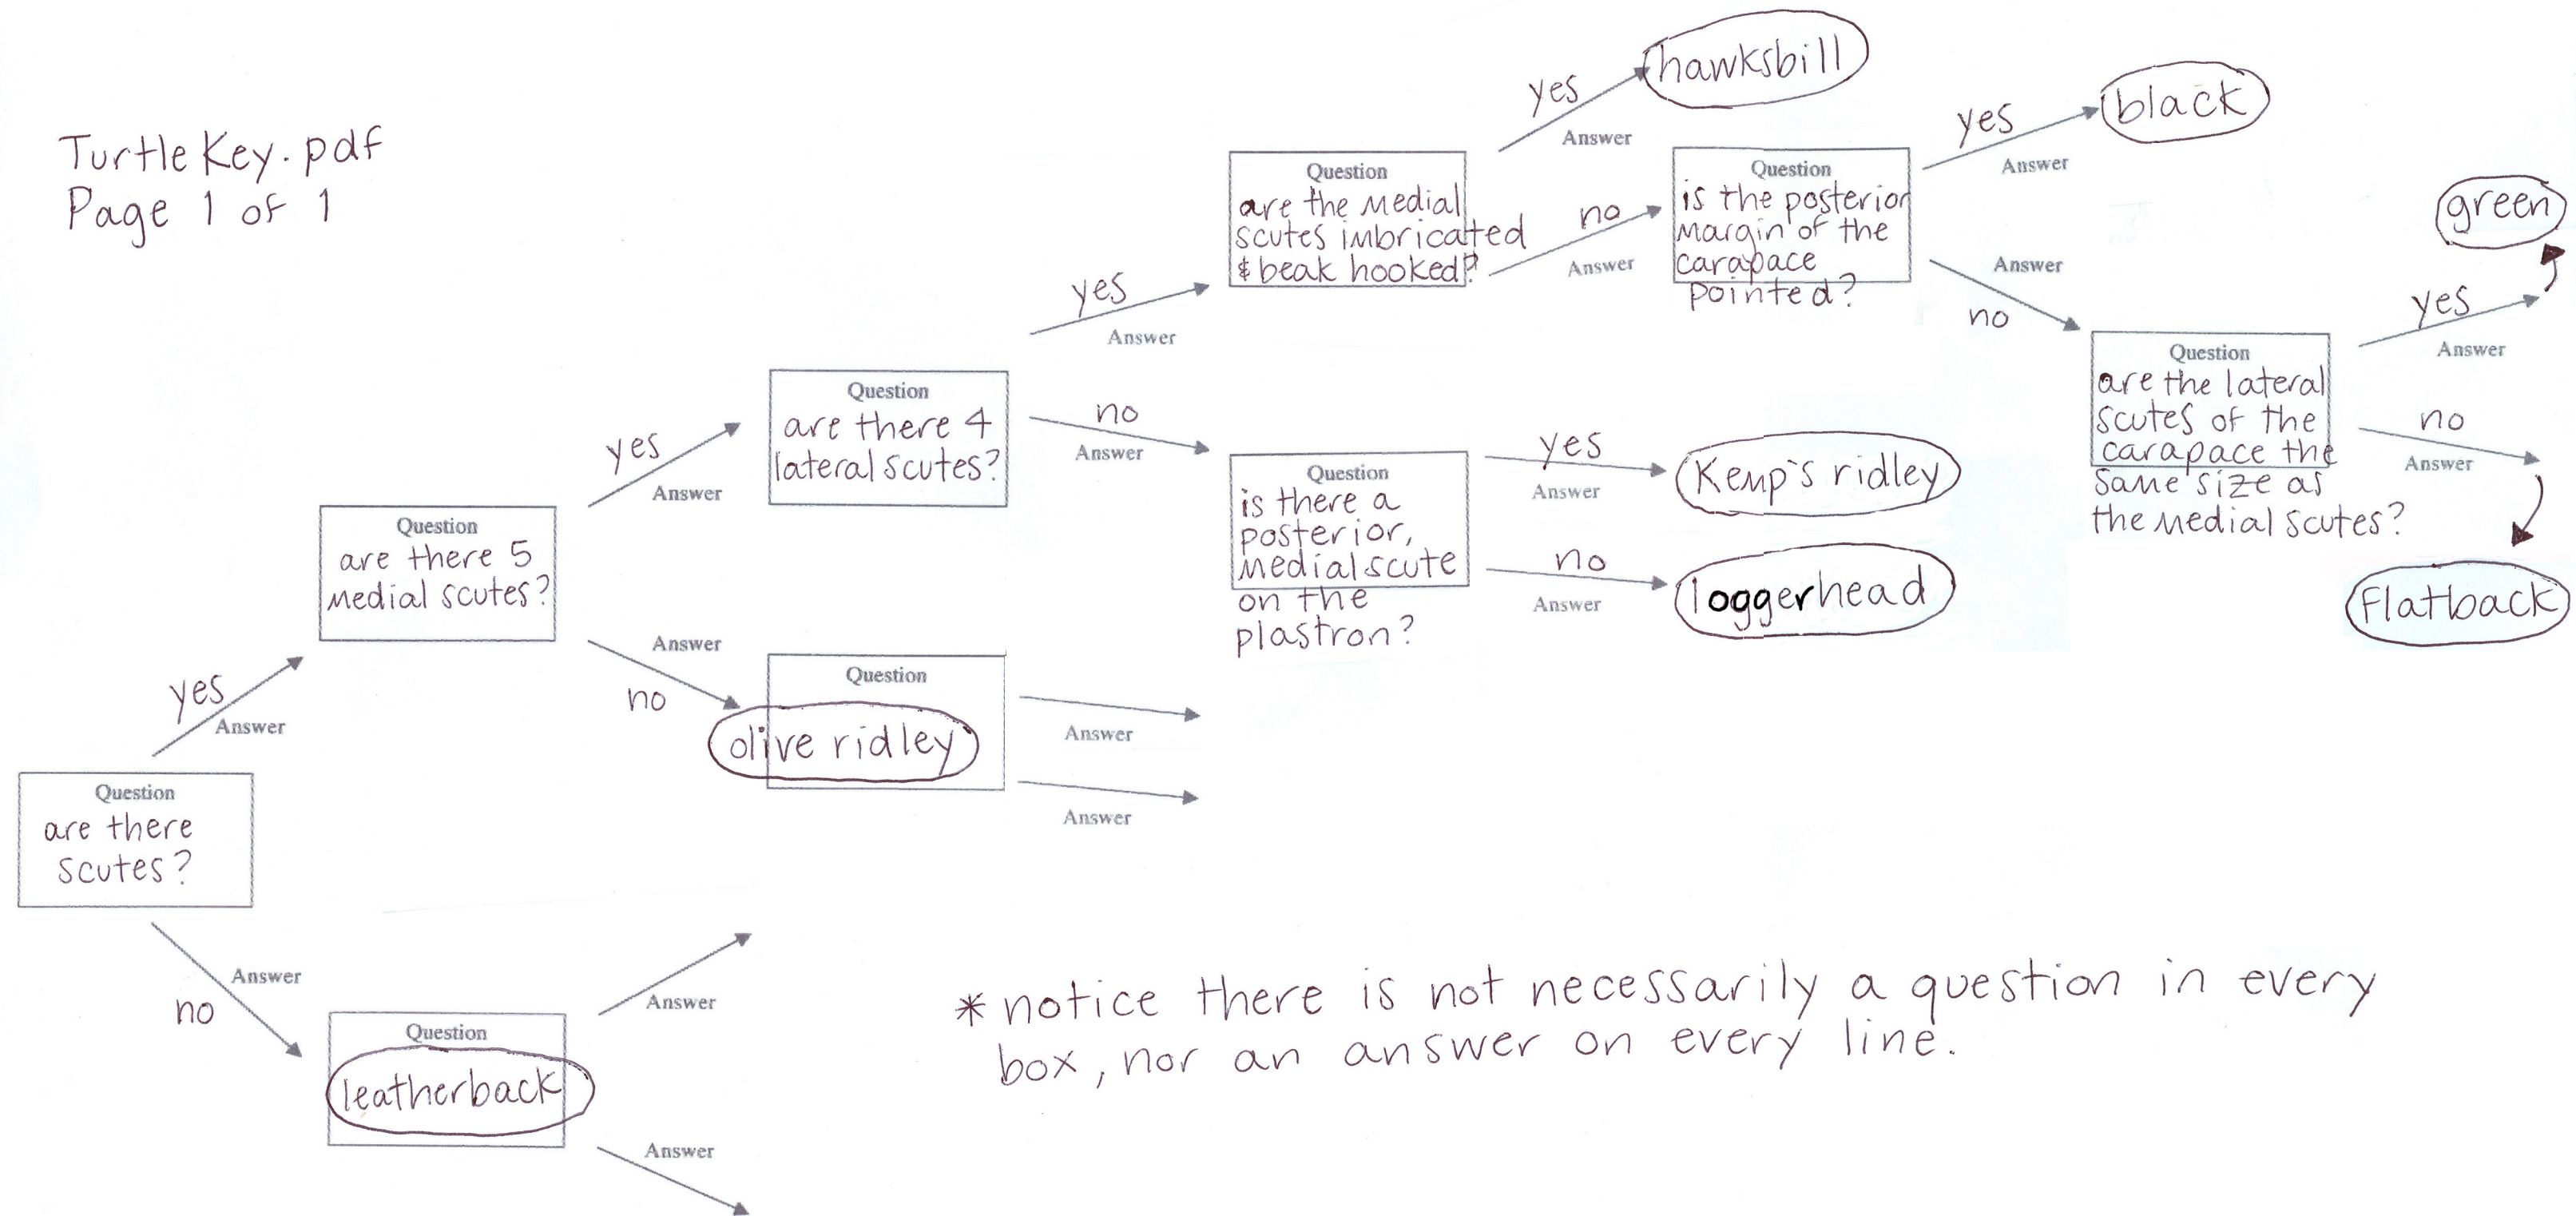 Turtle Key.pdf
Page 1 of 1
Question
are there
scutes?
yes
Answer
Answer
no
Question
are there 5
medial scutes?
yes
Answer
Answer
no
Question
leatherback
Answer
Answer
Question
are there 4
lateral scutes?
yes
Answer
no
Answer
Question
olive ridley
Answer
Answer
Question
are the medial
scutes imbricated
& beak hooked?
yes
Answer
hawksbill
no
Answer
Question
is there a
posterior,
medial scute
on the
plastron?
yes
Answer
Kemp's ridley
no
Answer
loggerhead
Question
is the posterior
margin of the
carapace
pointed?
yes
Answer
black
Answer
no
Question
are the lateral
scutes of the
carapace the
same size as
the medial scutes?
yes
Answer
green
no
Answer
Flatback
* notice there is not necessarily a question in every
box, nor an answer on every line.